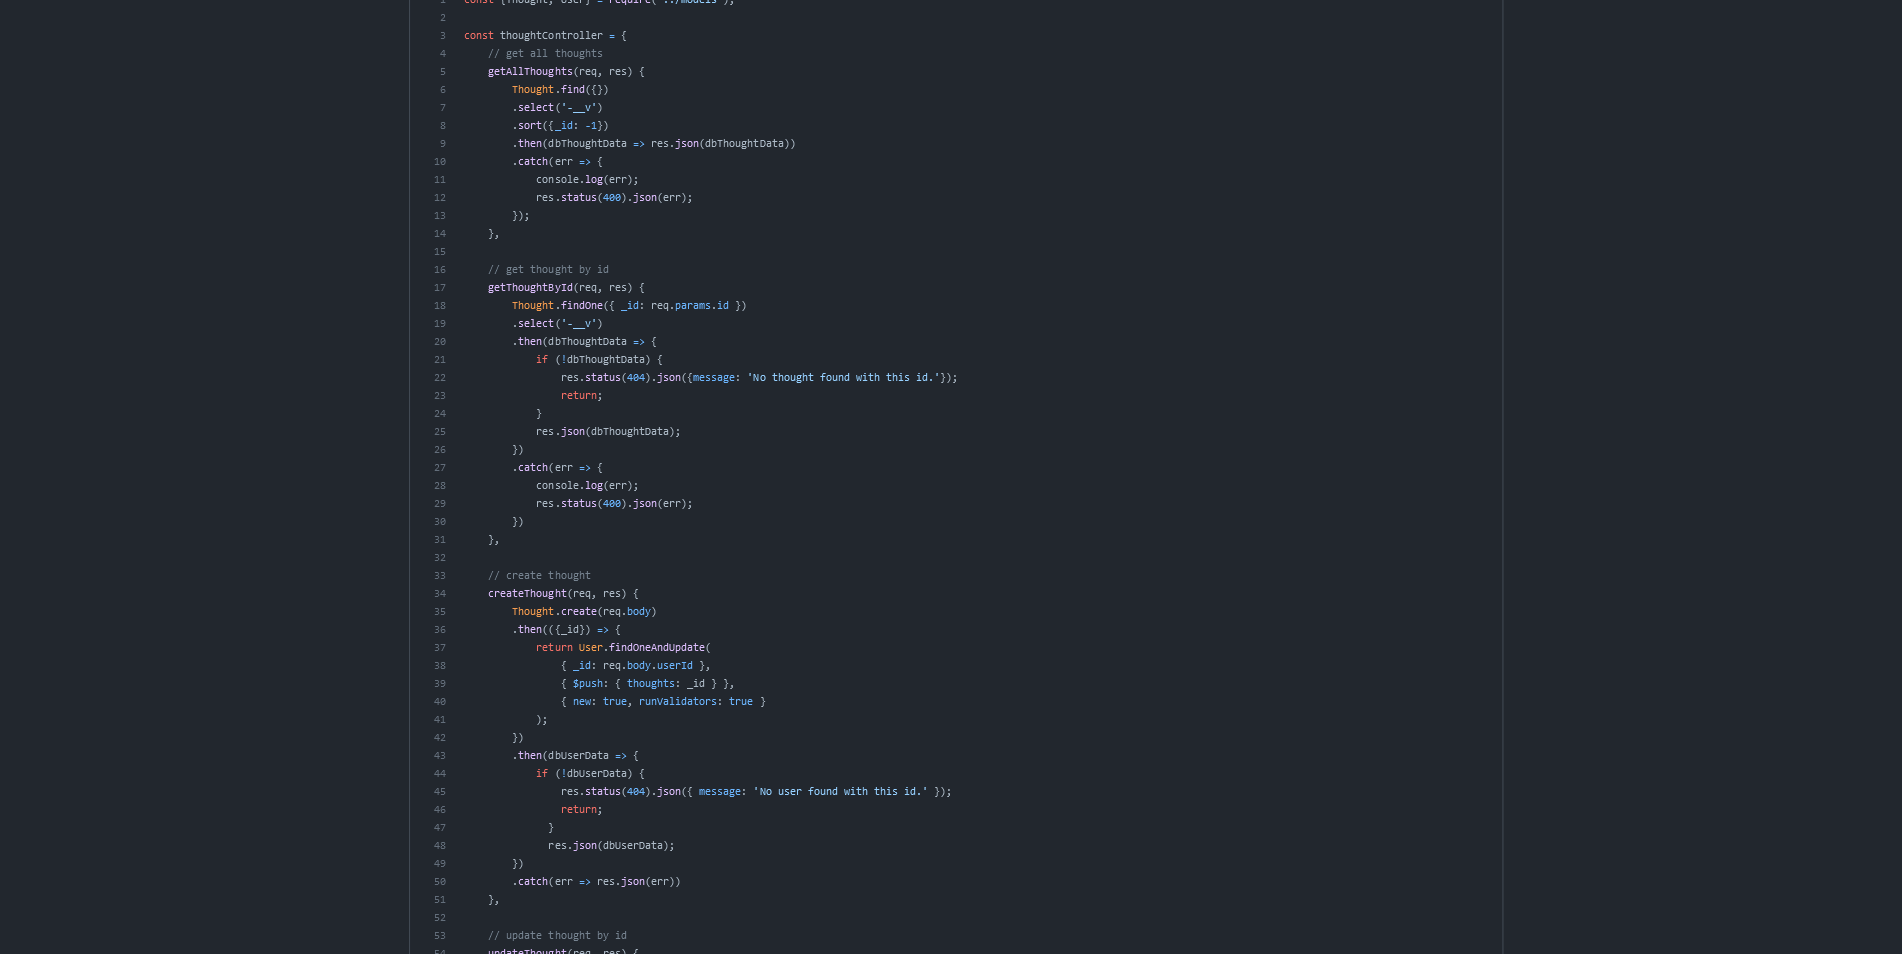 1 const {Thought, User} = require('../models');
2
3 const thoughtController = {
4 // get all thoughts
5 getAllThoughts(req, res) {
6 Thought.find({})
7 .select('-__v')
8 .sort({_id: -1})
9 .then(dbThoughtData => res.json(dbThoughtData))
10 .catch(err => {
11 console.log(err);
12 res.status(400).json(err);
13 });
14 },
15
16 // get thought by id
17 getThoughtById(req, res) {
18 Thought.findOne({ _id: req.params.id })
19 .select('-__v')
20 .then(dbThoughtData => {
21 if (!dbThoughtData) {
22 res.status(404).json({message: 'No thought found with this id.'});
23 return;
24 }
25 res.json(dbThoughtData);
26 })
27 .catch(err => {
28 console.log(err);
29 res.status(400).json(err);
30 })
31 },
32
33 // create thought
34 createThought(req, res) {
35 Thought.create(req.body)
36 .then(({_id}) => {
37 return User.findOneAndUpdate(
38 { _id: req.body.userId },
39 { $push: { thoughts: _id } },
40 { new: true, runValidators: true }
41 );
42 })
43 .then(dbUserData => {
44 if (!dbUserData) {
45 res.status(404).json({ message: 'No user found with this id.' });
46 return;
47 }
48 res.json(dbUserData);
49 })
50 .catch(err => res.json(err))
51 },
52
53 // update thought by id
54 updateThought(req, res) {